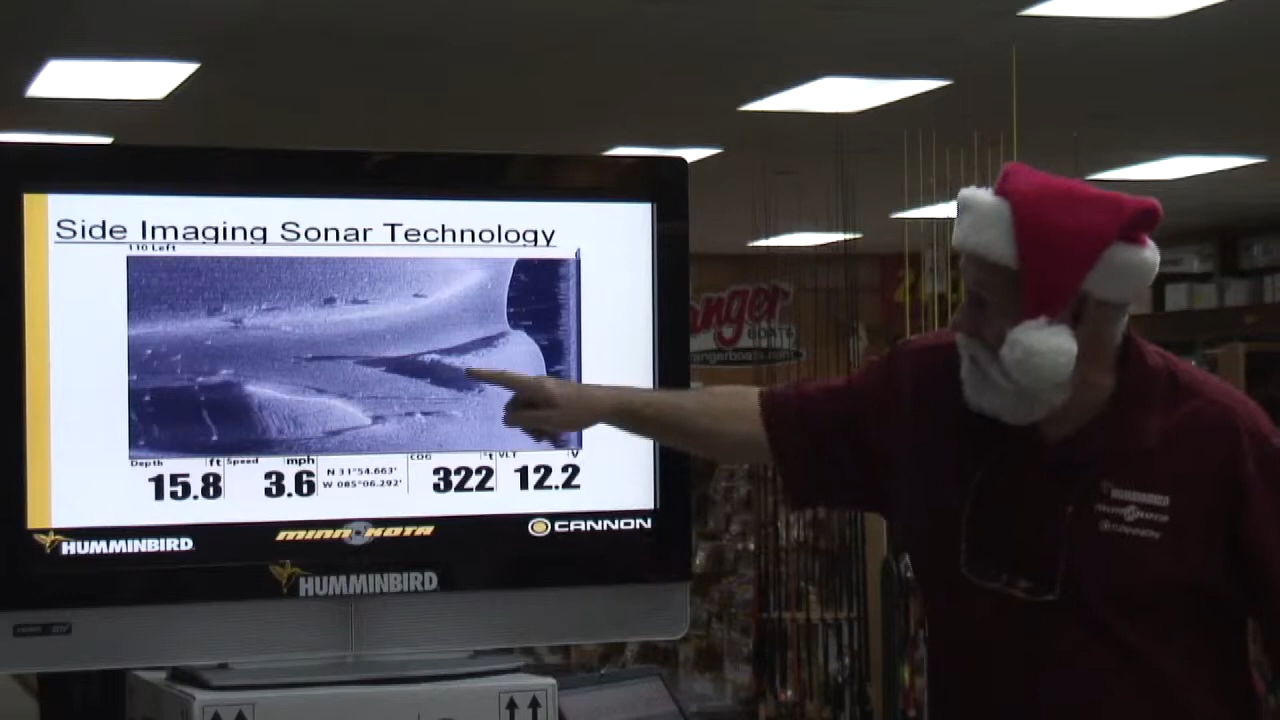 Side Imaging Sonar Technology
110 Left
Depth ft Speed mph COG °t VLT V
15.8 3.6 N 31°54.663' W 085°06.292' 322 12.2
HUMMINBIRD MINN KOTA CANNON
HUMMINBIRD
anger
BOATS
HUMMINBIRD
MINN KOTA
CANNON